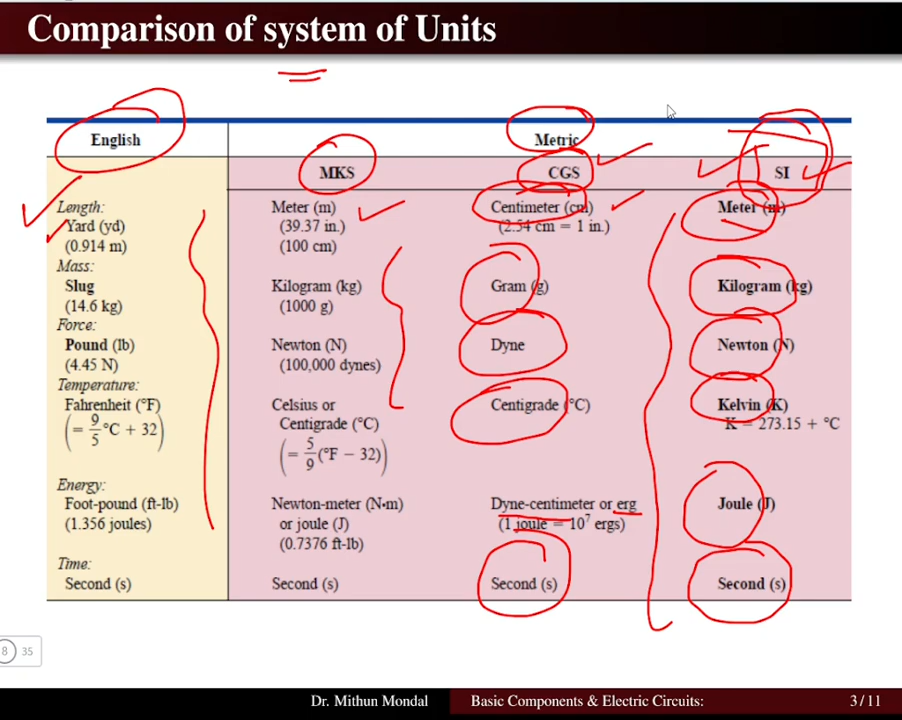 Comparison of system of Units
English
Metric
MKS
CGS
SI
Length:
Yard (yd)
(0.914 m)
Mass:
Slug
(14.6 kg)
Force:
Pound (lb)
(4.45 N)
Temperature:
Fahrenheit (°F)
(= 9/5 °C + 32)
Energy:
Foot-pound (ft-lb)
(1.356 joules)
Time:
Second (s)
Meter (m)
(39.37 in.)
(100 cm)
Kilogram (kg)
(1000 g)
Newton (N)
(100,000 dynes)
Celsius or
Centigrade (°C)
(= 5/9 (°F − 32))
Newton-meter (N•m)
or joule (J)
(0.7376 ft-lb)
Second (s)
Centimeter (cm)
(2.54 cm = 1 in.)
Gram (g)
Dyne
Centigrade (°C)
Dyne-centimeter or erg
(1 joule = 10⁷ ergs)
Second (s)
Meter (m)
Kilogram (kg)
Newton (N)
Kelvin (K)
K = 273.15 + °C
Joule (J)
Second (s)
8 35
Dr. Mithun Mondal
Basic Components & Electric Circuits:
3 / 11